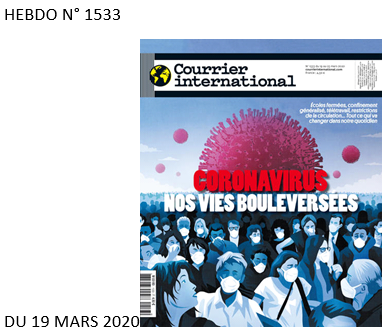 HEBDO N° 1533
Courrier
international
Écoles fermées, confinement
généralisé, télétravail, restrictions
de la circulation... Tout ce qui va
changer dans notre quotidien
CORONAVIRUS
NOS VIES BOULEVERSÉES
DU 19 MARS 2020